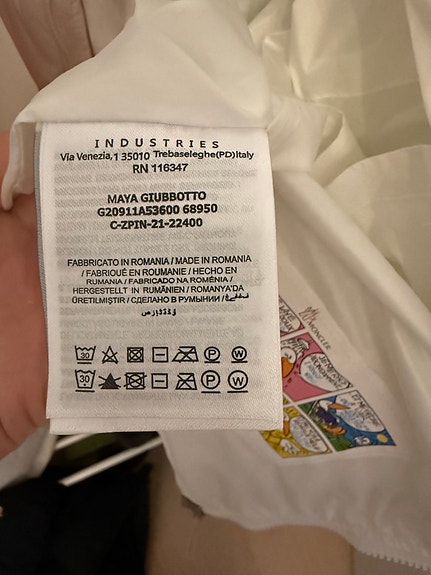 INDUSTRIES
Via Venezia,1 35010 Trebaseleghe(PD)Italy
RN 116347
MAYA GIUBBOTTO
G20911A53600 68950
C-ZPIN-21-22400
FABBRICATO IN ROMANIA / MADE IN ROMANIA
/ FABRIQUÉ EN ROUMANIE / HECHO EN
RUMANIA / FABRICADO NA ROMÉNIA /
HERGESTELLT IN RUMÄNIEN / ROMANYA'DA
ÜRETILMIŞTIR / СДЕЛАНО В РУМЫНИИ /
30 P W
30 P W
MONCLER